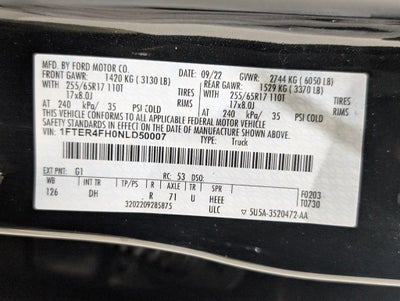 MFD. BY FORD MOTOR CO.
DATE: 09/22 GVWR: 2744 KG ( 6050 LB)
FRONT GAWR: 1420 KG ( 3130 LB) REAR GAWR: 1529 KG ( 3370 LB)
WITH 255/65R17 110T TIRES WITH 255/65R17 110T TIRES
17x8.0J RIMS 17x8.0J RIMS
AT 240 kPa/ 35 PSI COLD AT 240 kPa/ 35 PSI COLD
THIS VEHICLE CONFORMS TO ALL APPLICABLE FEDERAL MOTOR VEHICLE
SAFETY STANDARDS IN EFFECT ON THE DATE OF MANUFACTURE SHOWN ABOVE.
VIN: 1FTER4FH0NLD50007 TYPE: Truck
EXT PNT: G1 RC: 53 DSO:
WB INT TR TP/PS R AXLE TR SPR F0203
126 DH R 71 U HEEE T0730
3202209285875 ULC ▽ 5U5A-3520472-AA